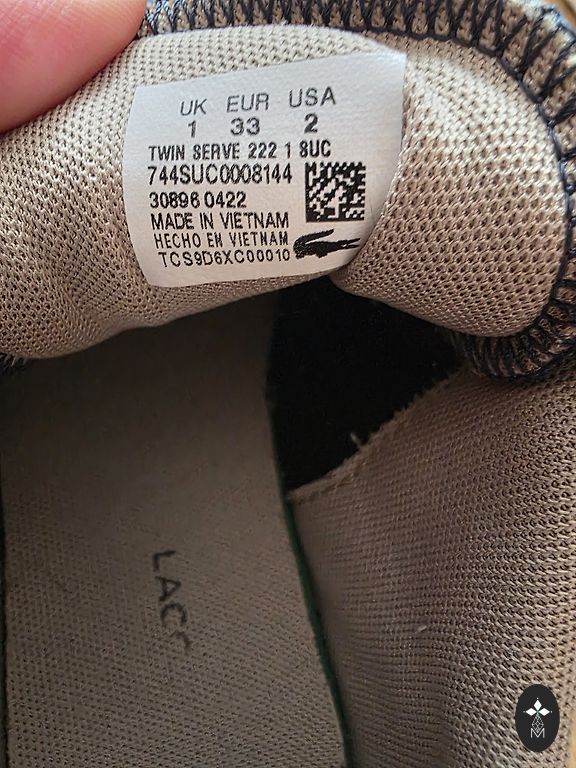 UK EUR USA
1 33 2
TWIN SERVE 222 1 SUC
744SUC0008144
30896 0422
MADE IN VIETNAM
HECHO EN VIETNAM
TCS9D6XC00010
LAC
M